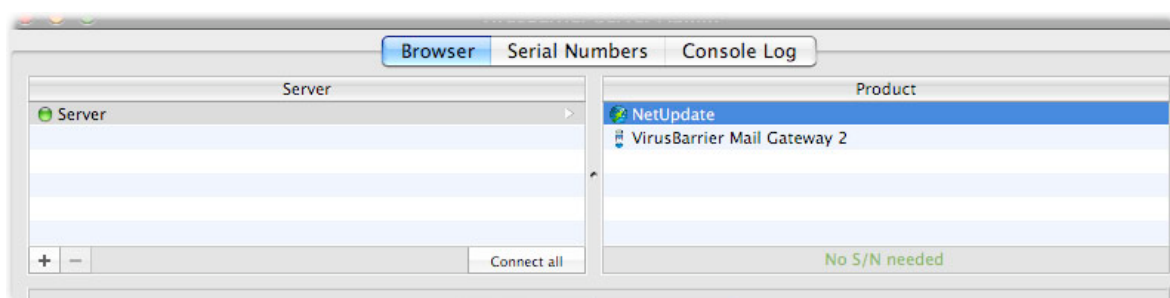 Browser Serial Numbers Console Log
Server Product
Server NetUpdate
VirusBarrier Mail Gateway 2
+ − Connect all No S/N needed